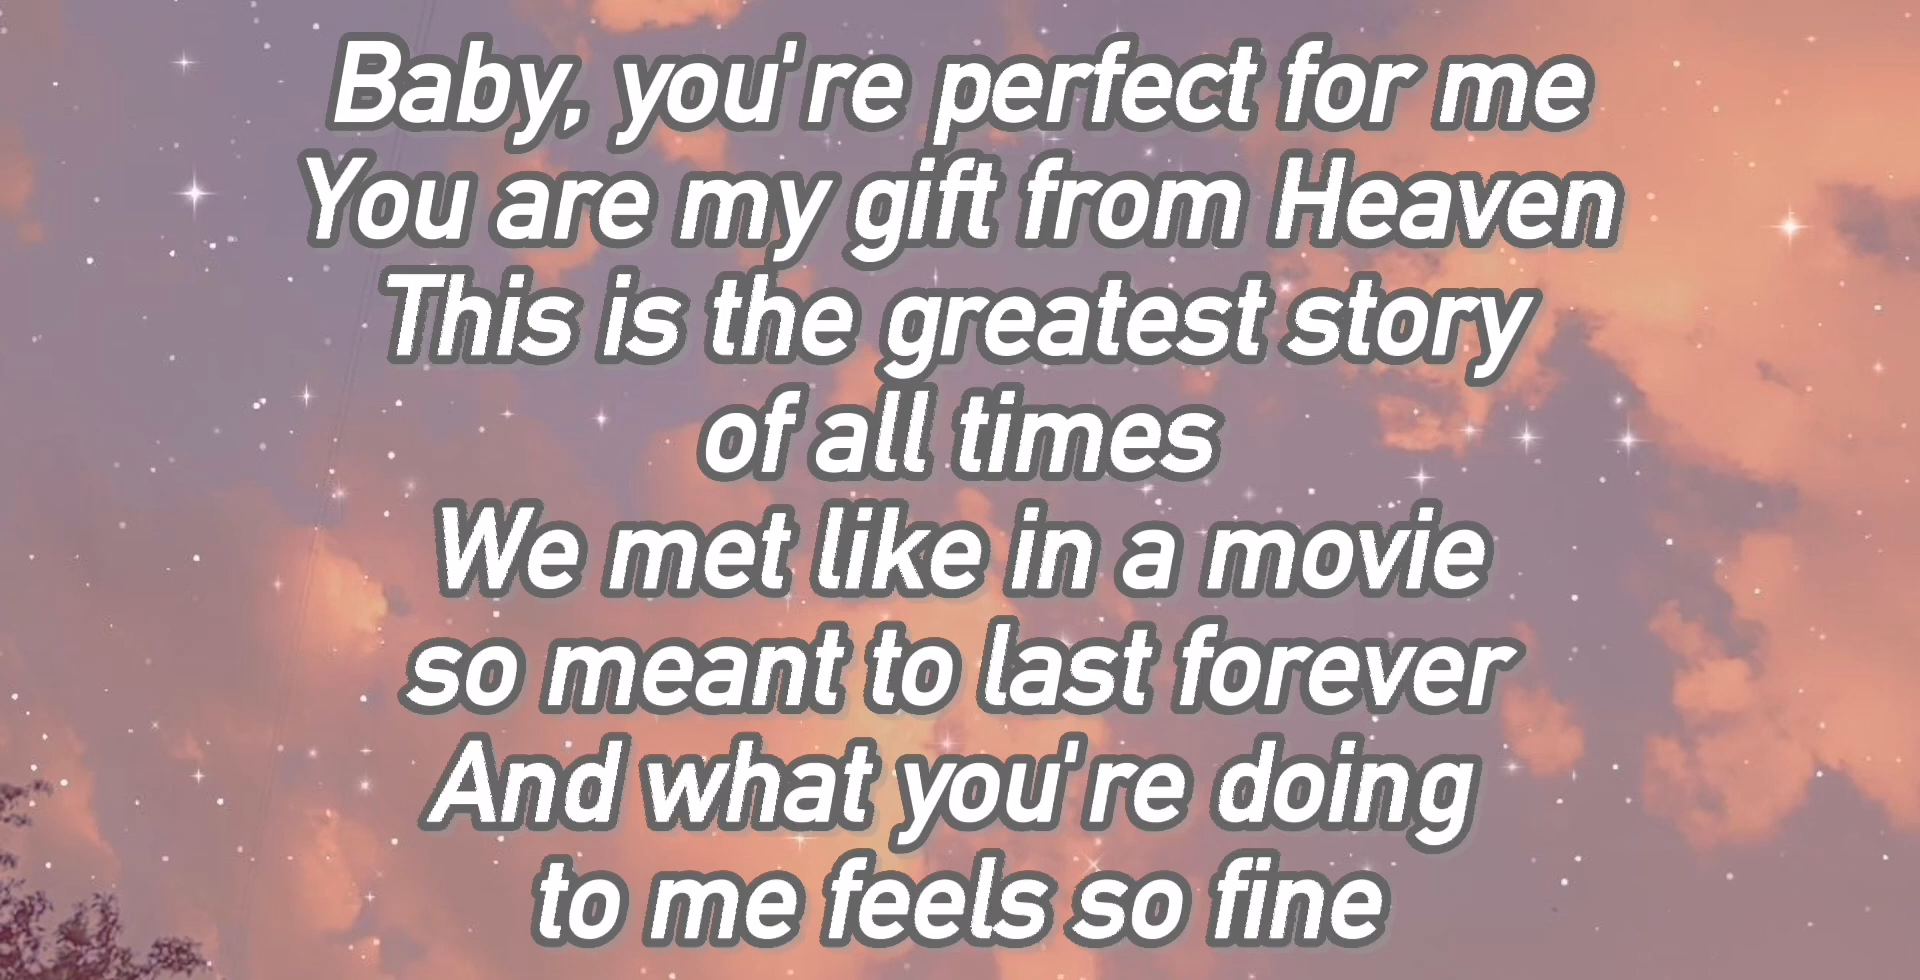 Baby, you're perfect for me
You are my gift from Heaven
This is the greatest story
of all times
We met like in a movie
so meant to last forever
And what you're doing
to me feels so fine